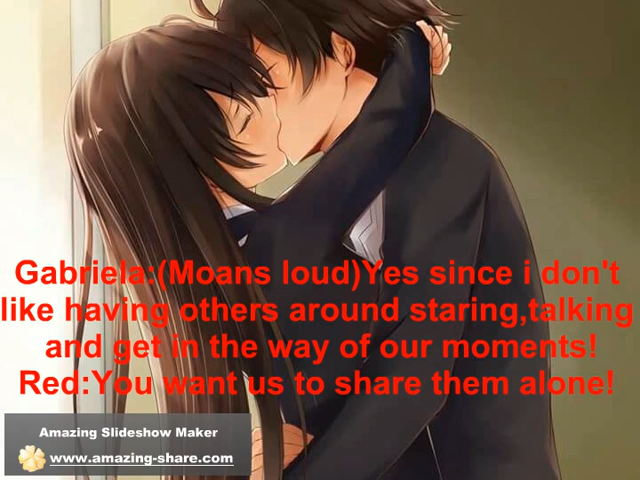 Gabriela:(Moans loud)Yes since i don't
like having others around staring,talking
and get in the way of our moments!
Red:You want us to share them alone!
Amazing Slideshow Maker
www.amazing-share.com